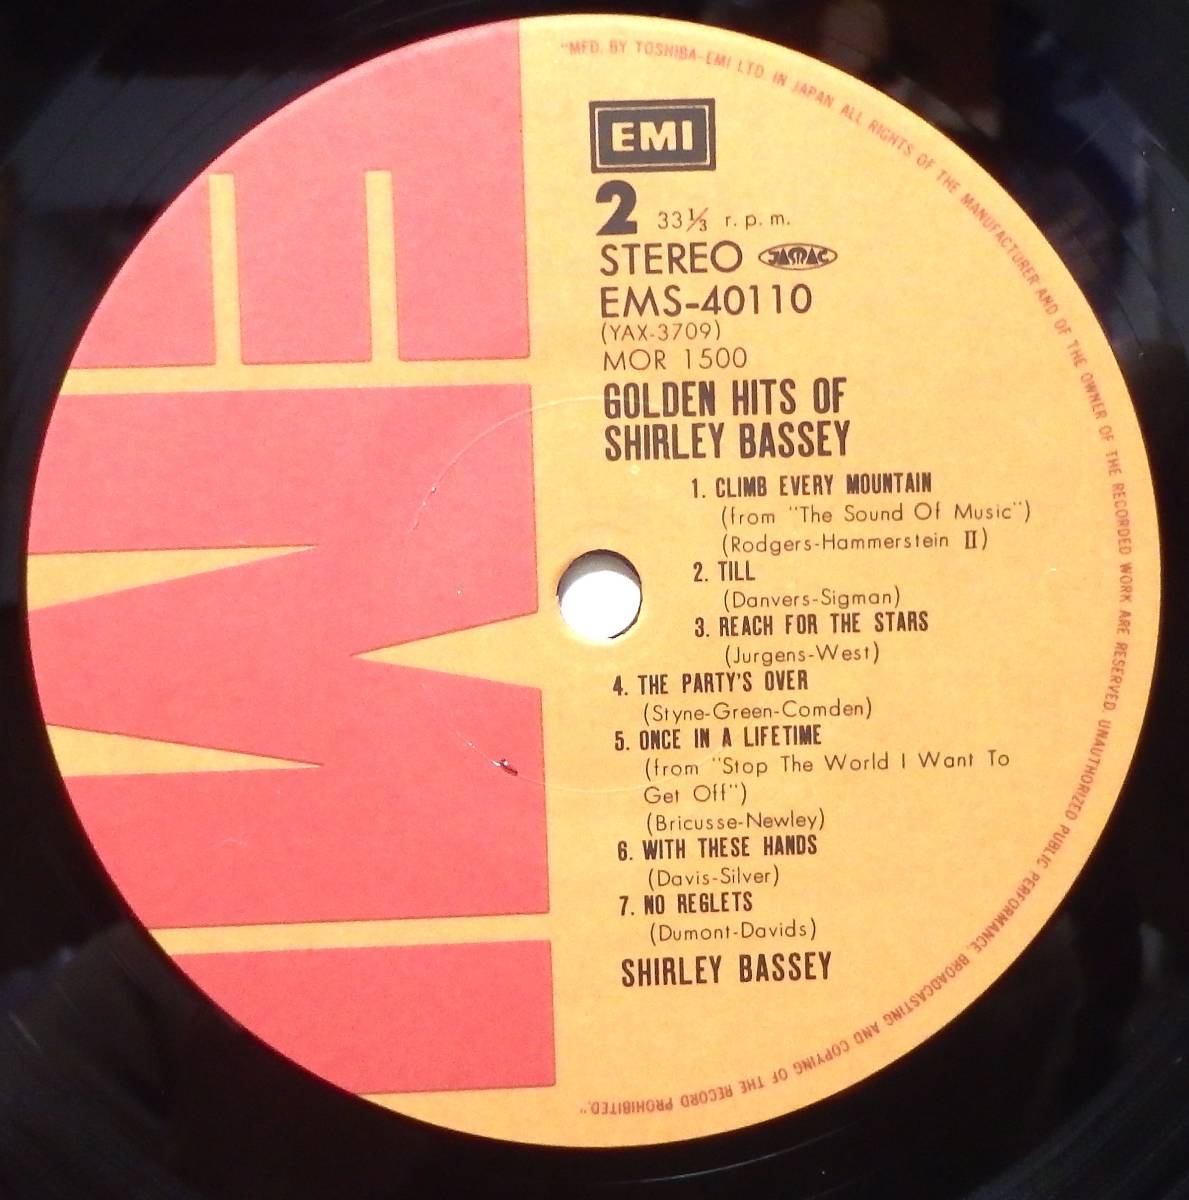 "MFD. BY TOSHIBA-EMI LTD. IN JAPAN ALL RIGHTS OF THE MANUFACTURER AND OF THE OWNER OF THE RECORDED WORK ARE RESERVED. UNAUTHORIZED PUBLIC PERFORMANCE, BROADCASTING AND COPYING OF THE RECORD PROHIBITED."
EMI
EMI
2 33⅓ r.p.m.
STEREO JASRAC
EMS-40110
(YAX-3709)
MOR 1500
GOLDEN HITS OF
SHIRLEY BASSEY
1. CLIMB EVERY MOUNTAIN
(from "The Sound Of Music")
(Rodgers-Hammerstein II)
2. TILL
(Danvers-Sigman)
3. REACH FOR THE STARS
(Jurgens-West)
4. THE PARTY'S OVER
(Styne-Green-Comden)
5. ONCE IN A LIFETIME
(from "Stop The World I Want To
Get Off")
(Bricusse-Newley)
6. WITH THESE HANDS
(Davis-Silver)
7. NO REGLETS
(Dumont-Davids)
SHIRLEY BASSEY